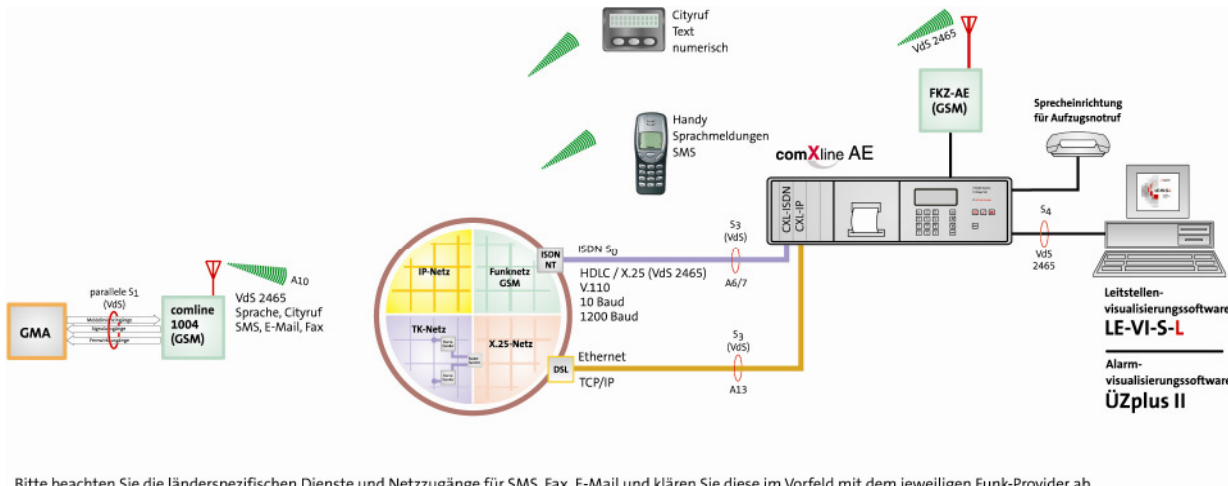 Cityruf
Text
numerisch
VdS 2465
FKZ-AE
(GSM)
Sprecheinrichtung
für Aufzugsnotruf
Handy
Sprachmeldungen
SMS
comXline AE
CXL-ISDN
CXL-IP
S4
VdS
2465
Leitstellen-
visualisierungssoftware
LE-VI-S-L
Alarm-
visualisierungssoftware
ÜZplus II
IP-Netz
Funknetz
GSM
TK-Netz
X.25-Netz
ISDN
NT
DSL
ISDN S0
HDLC / X.25 (VdS 2465)
V.110
10 Baud
1200 Baud
S3
(VdS)
A6/7
Ethernet
TCP/IP
S3
(VdS)
A13
GMA
parallele S1
(VdS)
comline
1004
(GSM)
A10
VdS 2465
Sprache, Cityruf
SMS, E-Mail, Fax
Bitte beachten Sie die länderspezifischen Dienste und Netzzugänge für SMS, Fax, E-Mail und klären Sie diese im Vorfeld mit dem jeweiligen Funk-Provider ab